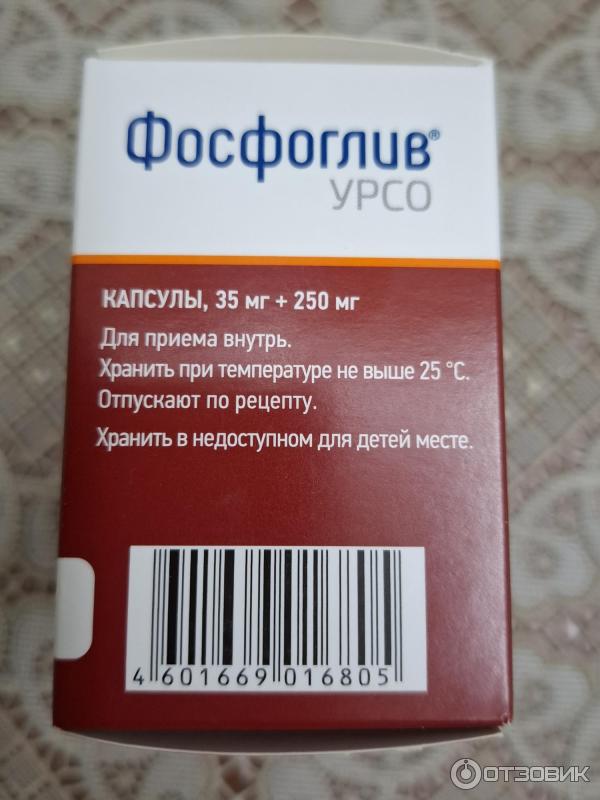 Фосфоглив®
УРСО
КАПСУЛЫ, 35 мг + 250 мг
Для приема внутрь.
Хранить при температуре не выше 25 °С.
Отпускают по рецепту.
Хранить в недоступном для детей месте.
4 601669 016805
ОТЗОВИК